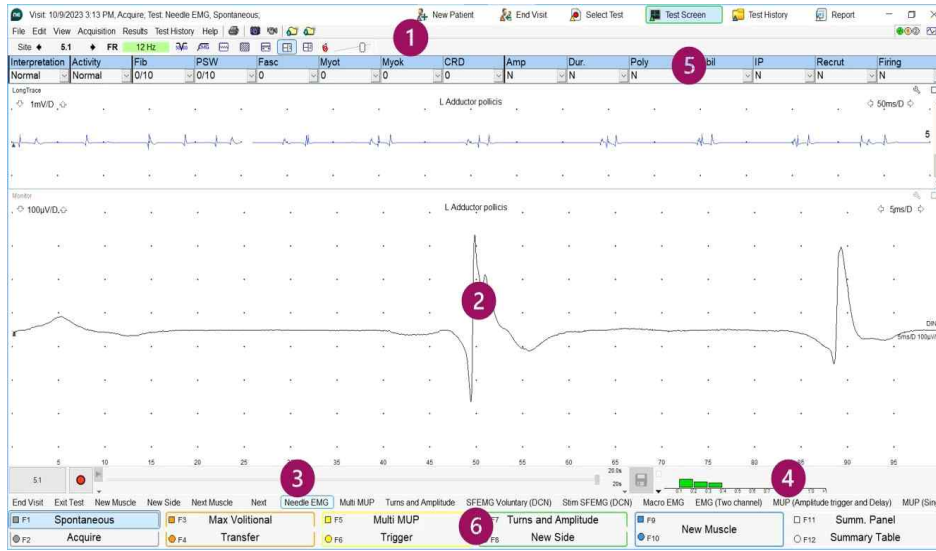 Visit: 10/9/2023 3:13 PM, Acquire, Test: Needle EMG, Spontaneous;
New Patient End Visit Select Test Test Screen Test History Report
File Edit View Acquisition Results Test History Help
1
Site 5.1 FR 12 Hz
Interpretation Activity Fib PSW Fasc Myot Myok CRD Amp Dur. Poly bil IP Recrut Firing
5
Normal Normal 0/10 0/10 0 0 0 0 N N N N N N N
LongTrace
1mV/D L Adductor pollicis 50ms/D
5
Monitor
100µV/D L Adductor pollicis 5ms/D
2
5ms/D 100µV/
5 10 15 20 25 30 35 40 45 50 55 60 65 70 75 80 85 90 95
5.1 3 20.0s 20s 4
End Visit Exit Test New Muscle New Side Next Muscle Next Needle EMG Multi MUP Turns and Amplitude SFEMG Voluntary (DCN) Stim SFEMG (DCN) Macro EMG EMG (Two channel) MUP (Amplitude trigger and Delay) MUP (Sin
F1 Spontaneous F3 Max Volitional F5 Multi MUP F7 Turns and Amplitude F9 New Muscle F11 Summ. Panel
6
F2 Acquire F4 Transfer F6 Trigger F8 New Side F10 F12 Summary Table